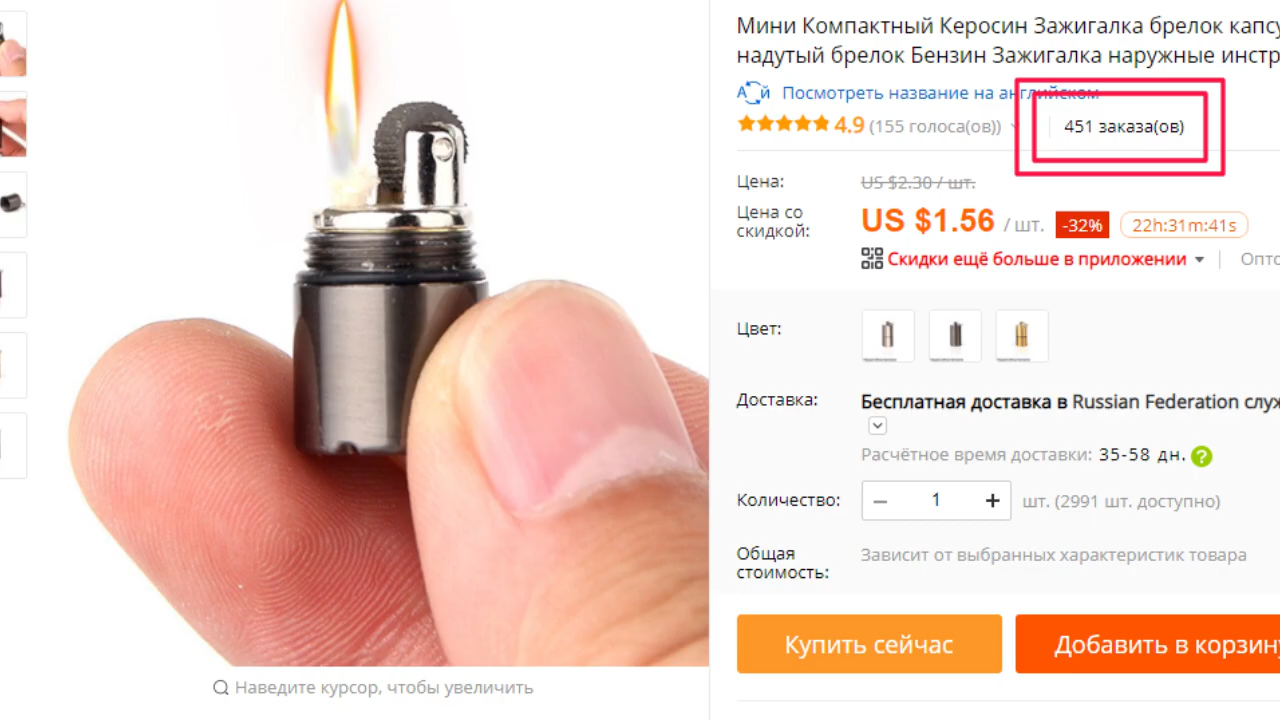 Мини Компактный Керосин Зажигалка брелок капсу
надутый брелок Бензин Зажигалка наружные инстр
Aй Посмотреть название на английском
4.9 (155 голоса(ов)) 451 заказа(ов)
Цена: US $2.30 / шт.
Цена со скидкой: US $1.56 / шт. -32% 22h:31m:41s
Скидки ещё больше в приложении Опто
Цвет:
Доставка: Бесплатная доставка в Russian Federation служ
Расчётное время доставки: 35-58 дн. ?
Количество: − 1 + шт. (2991 шт. доступно)
Общая стоимость: Зависит от выбранных характеристик товара
Купить сейчас Добавить в корзину
Наведите курсор, чтобы увеличить